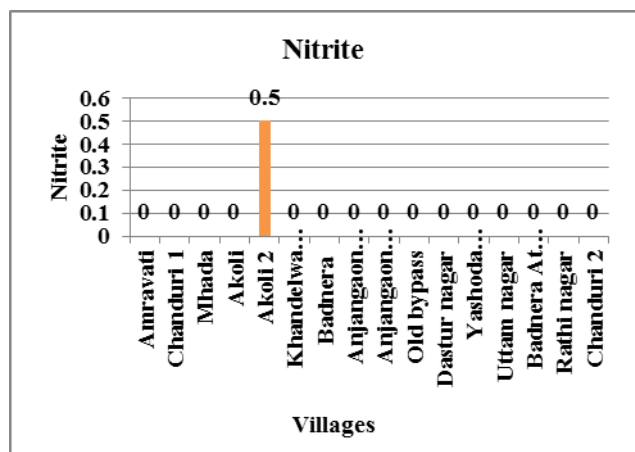 Nitrite
Nitrite
0.6
0.5
0.4
0.3
0.2
0.1
0
0 0 0 0 0.5 0 0 0 0 0 0 0 0 0 0 0
Amravati
Chanduri 1
Mhada
Akoli
Akoli 2
Khandelwa...
Badnera
Anjangaon...
Anjangaon...
Old bypass
Dastur nagar
Yashoda...
Uttam nagar
Badnera At...
Rathi nagar
Chanduri 2
Villages